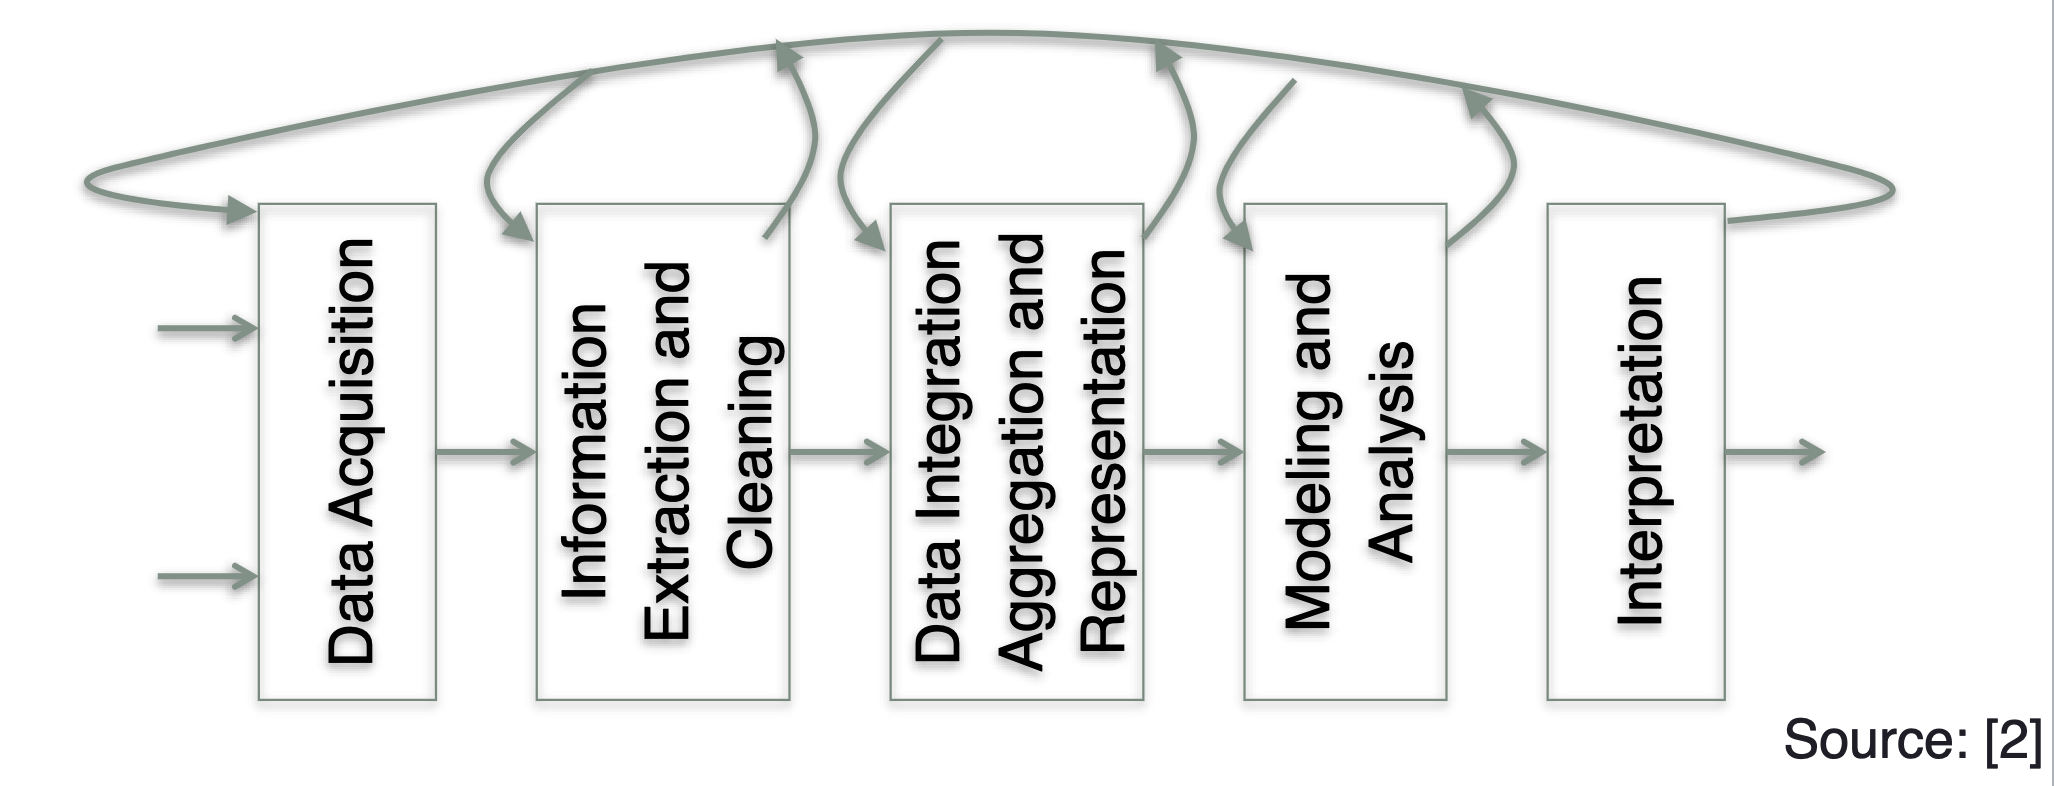 Data Acquisition
Information
Extraction and
Cleaning
Data Integration
Aggregation and
Representation
Modeling and
Analysis
Interpretation
Source: [2]